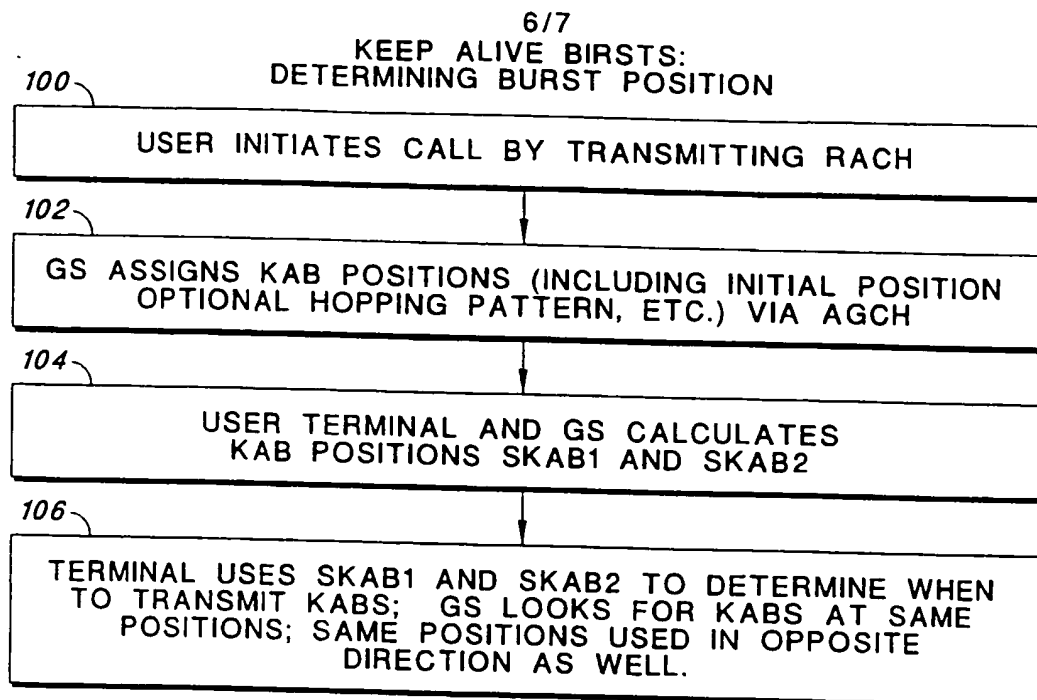 6/7
KEEP ALIVE BIRSTS:
DETERMINING BURST POSITION
100
USER INITIATES CALL BY TRANSMITTING RACH
102
GS ASSIGNS KAB POSITIONS (INCLUDING INITIAL POSITION
OPTIONAL HOPPING PATTERN, ETC.) VIA AGCH
104
USER TERMINAL AND GS CALCULATES
KAB POSITIONS SKAB1 AND SKAB2
106
TERMINAL USES SKAB1 AND SKAB2 TO DETERMINE WHEN
TO TRANSMIT KABS; GS LOOKS FOR KABS AT SAME
POSITIONS; SAME POSITIONS USED IN OPPOSITE
DIRECTION AS WELL.